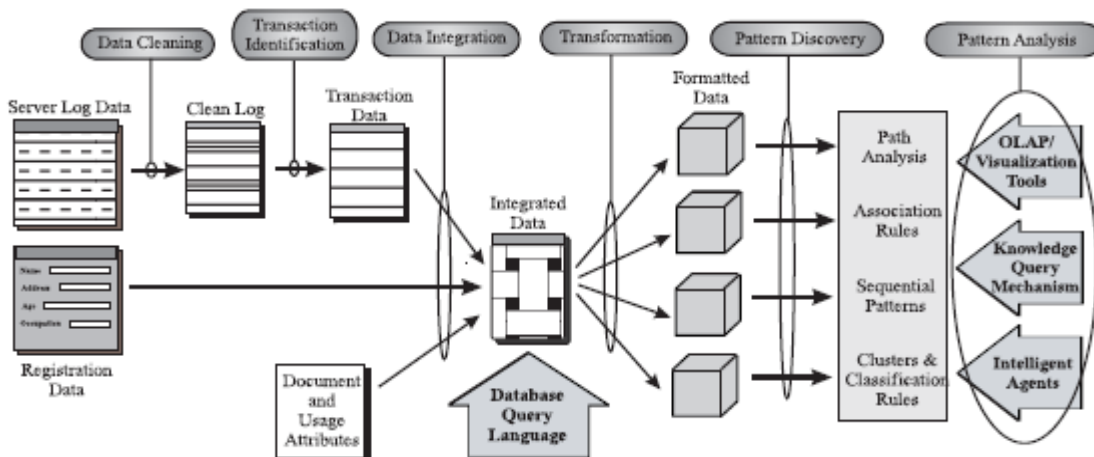 Data Cleaning
Transaction
Identification
Data Integration
Transformation
Pattern Discovery
Pattern Analysis
Server Log Data
Clean Log
Transaction
Data
Formatted
Data
Path
Analysis
OLAP/
Visualization
Tools
Integrated
Data
Association
Rules
Knowledge
Query
Mechanism
Name
Address
Age
Occupation
Sequential
Patterns
Registration
Data
Document
and
Usage
Attributes
Database
Query
Language
Clusters &
Classification
Rules
Intelligent
Agents